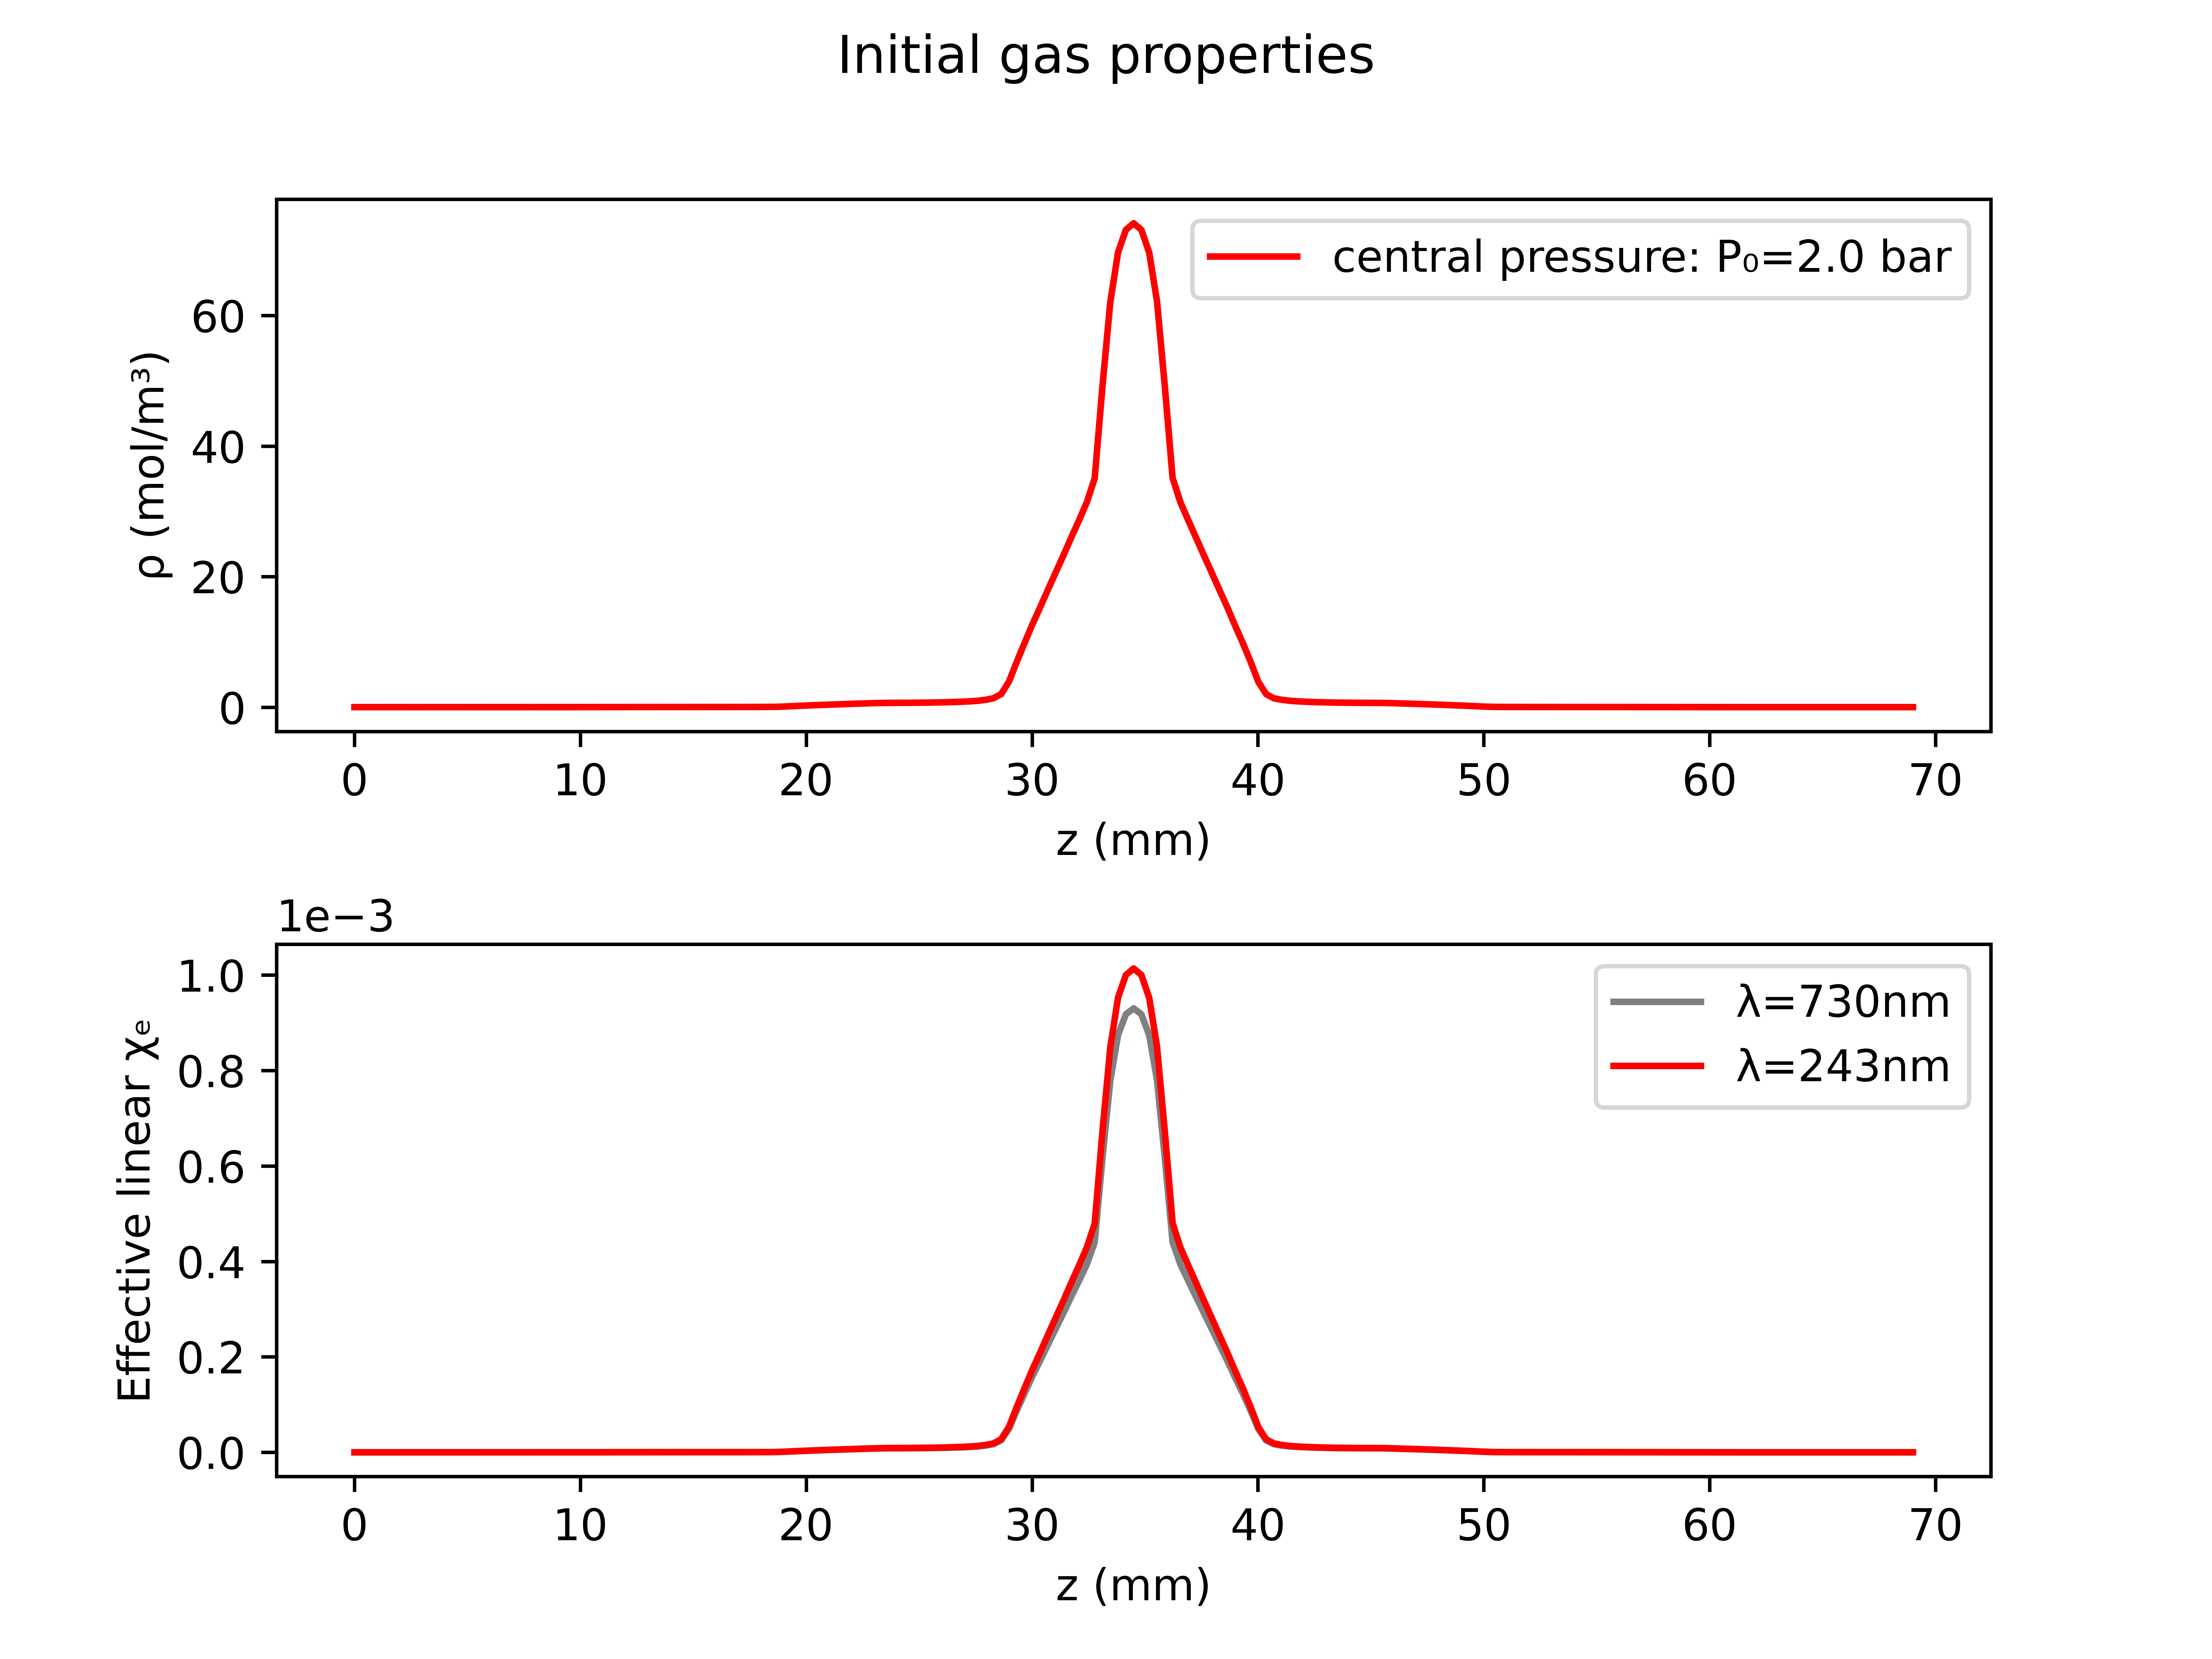 Initial gas properties
central pressure: P₀=2.0 bar
ρ (mol/m³)
60
40
20
0
0 10 20 30 40 50 60 70
z (mm)
1e−3
λ=730nm
λ=243nm
Effective linear χₑ
1.0
0.8
0.6
0.4
0.2
0.0
0 10 20 30 40 50 60 70
z (mm)